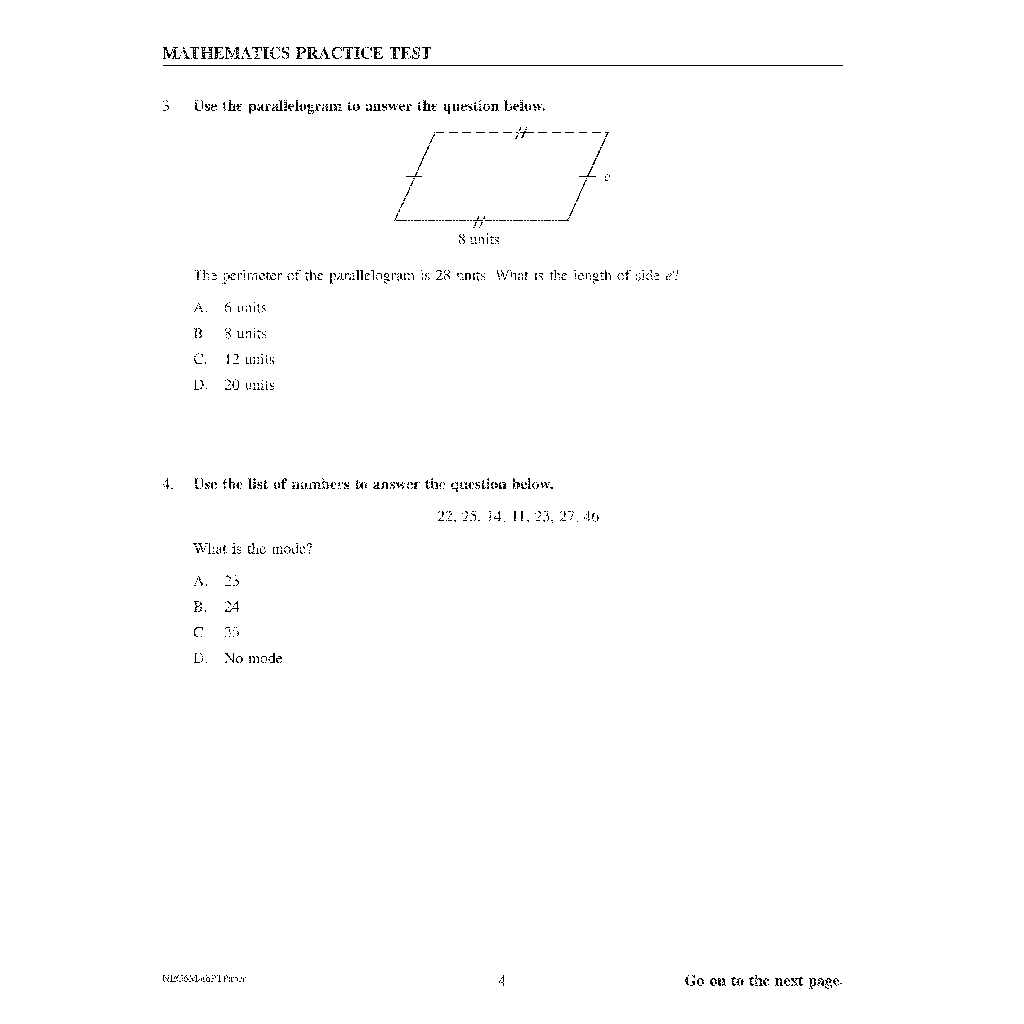 MATHEMATICS PRACTICE TEST
3 Use the parallelogram to answer the question below.
8 units
The perimeter of the parallelogram is 28 units. What is the length of side e?
A. 6 units
B 8 units
C. 12 units
D. 20 units
4. Use the list of numbers to answer the question below.
22, 25, 14, 11, 23, 27, 46
What is the mode?
A. 23
B. 24
C
D. No mode
4
Go on to the next page.